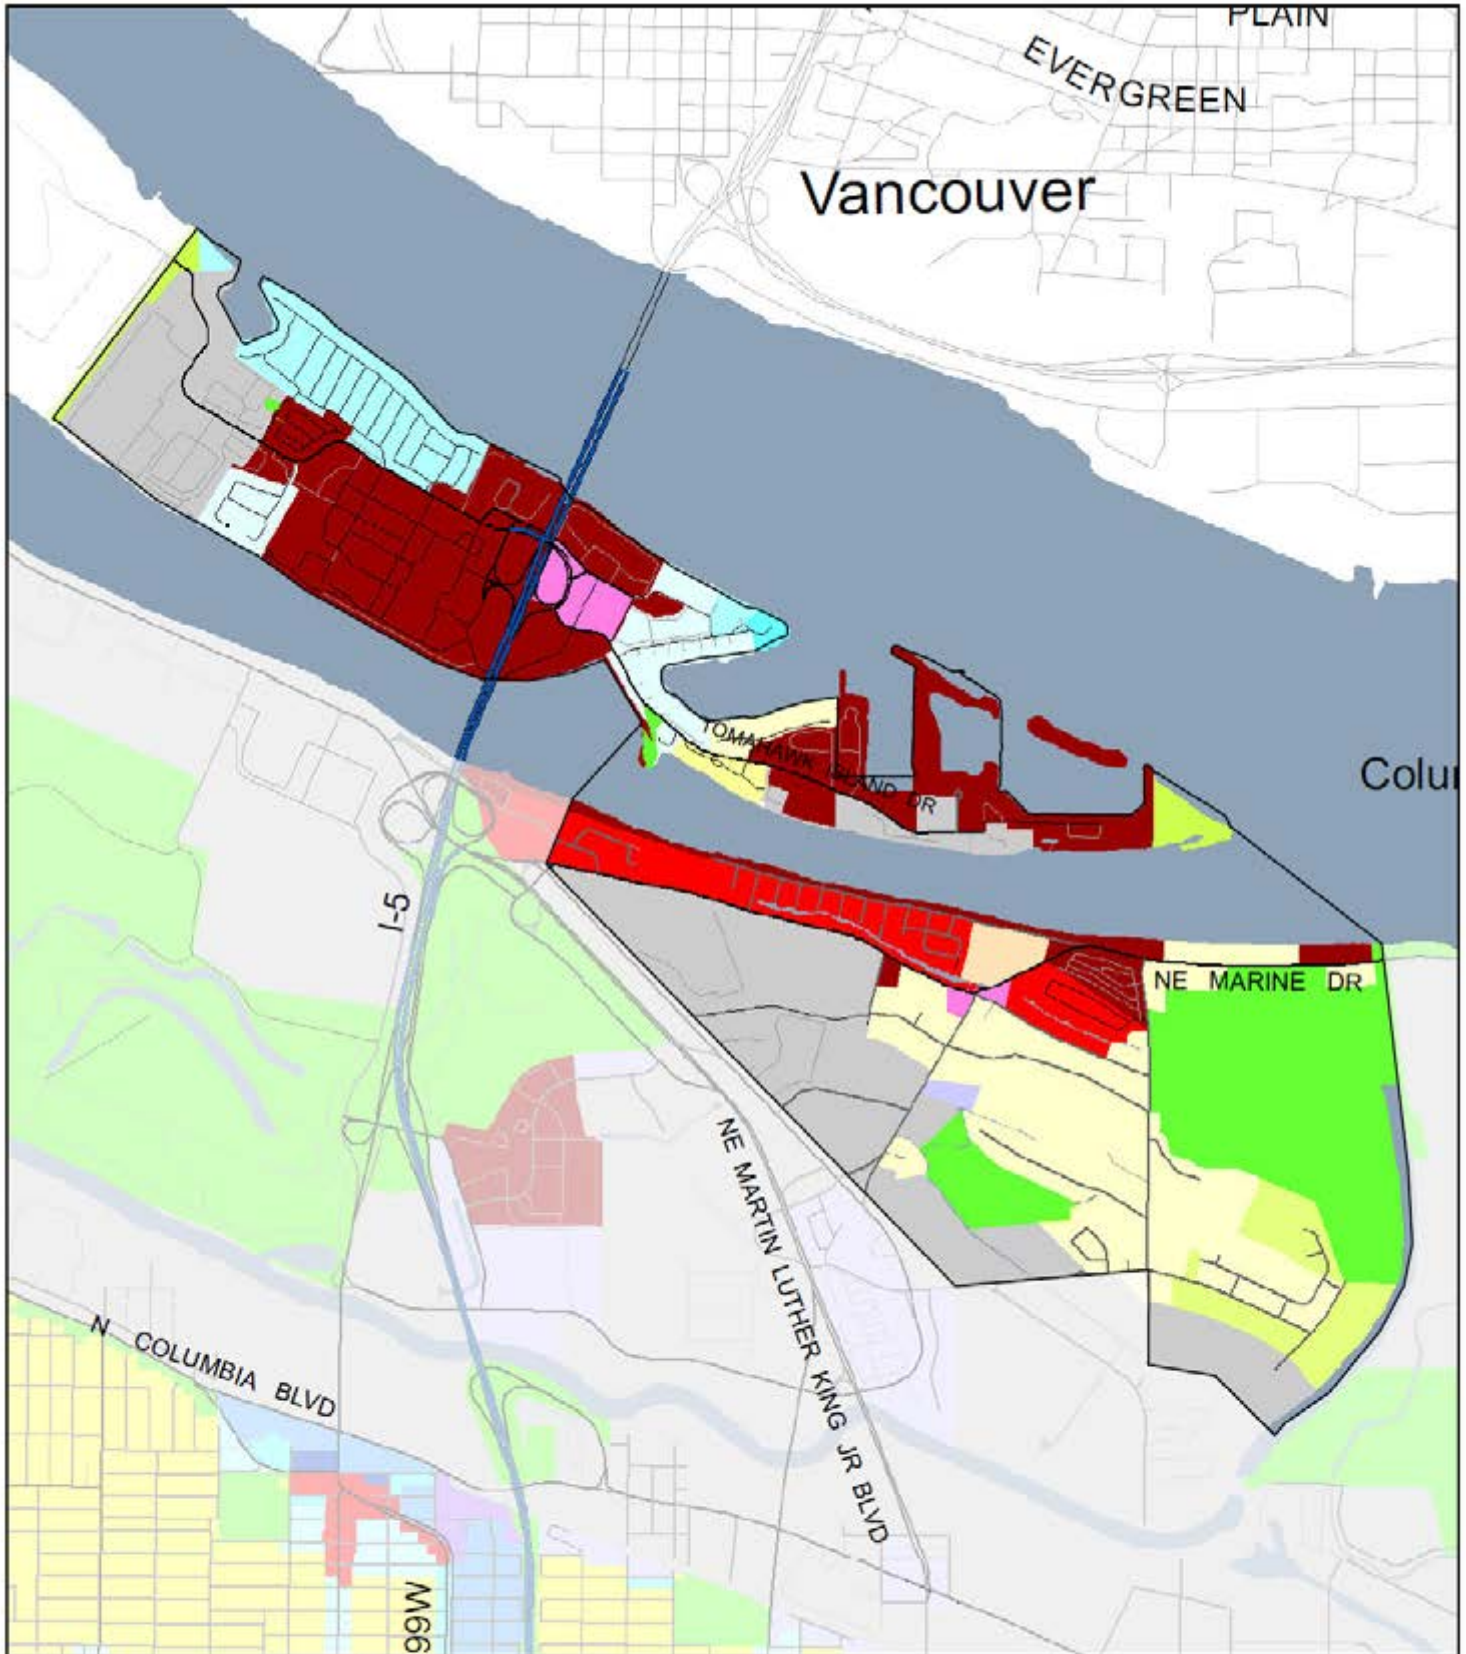 PLAIN
EVERGREEN
Vancouver
TOMAHAWK ISLAND DR
Colu
NE MARINE DR
I-5
NE MARTIN LUTHER KING JR BLVD
N COLUMBIA BLVD
99W